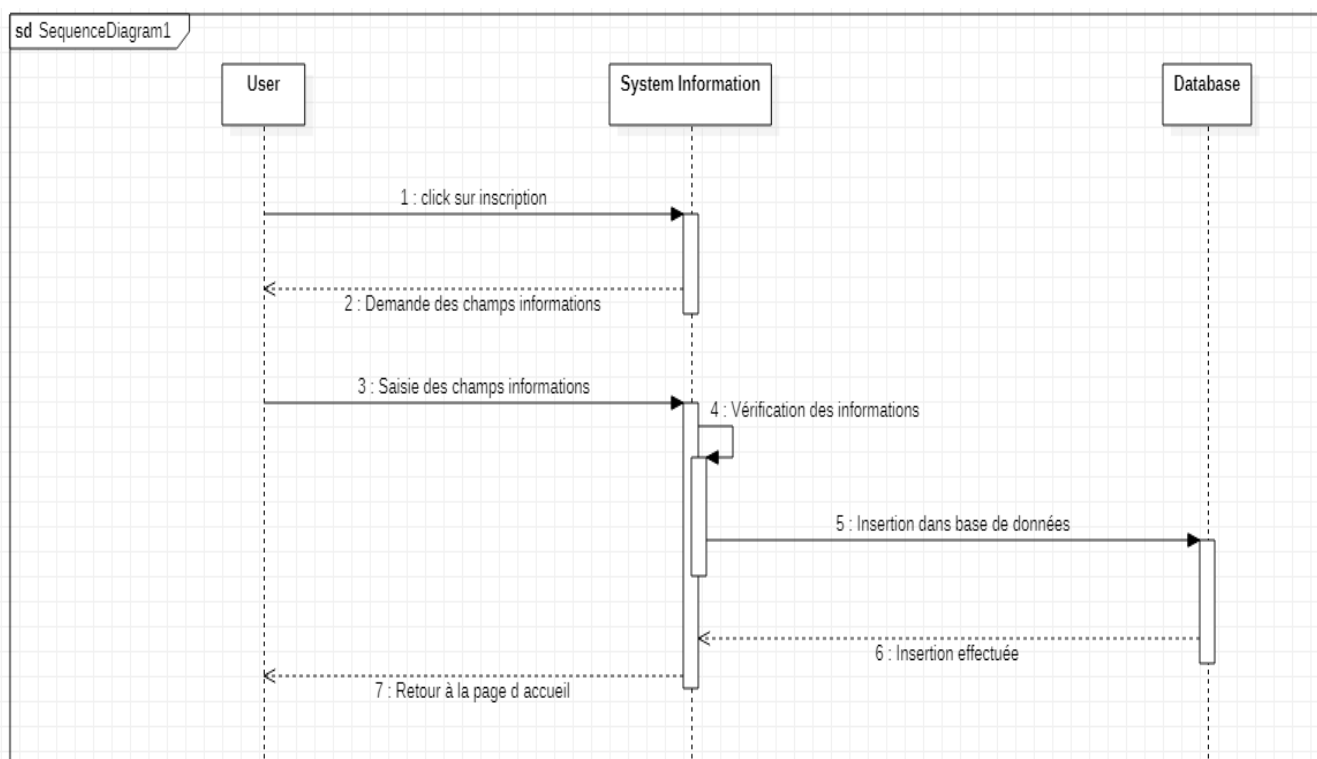 sd SequenceDiagram1
User
System Information
Database
1 : click sur inscription
2 : Demande des champs informations
3 : Saisie des champs informations
4 : Vérification des informations
5 : Insertion dans base de données
6 : Insertion effectuée
7 : Retour à la page d accueil